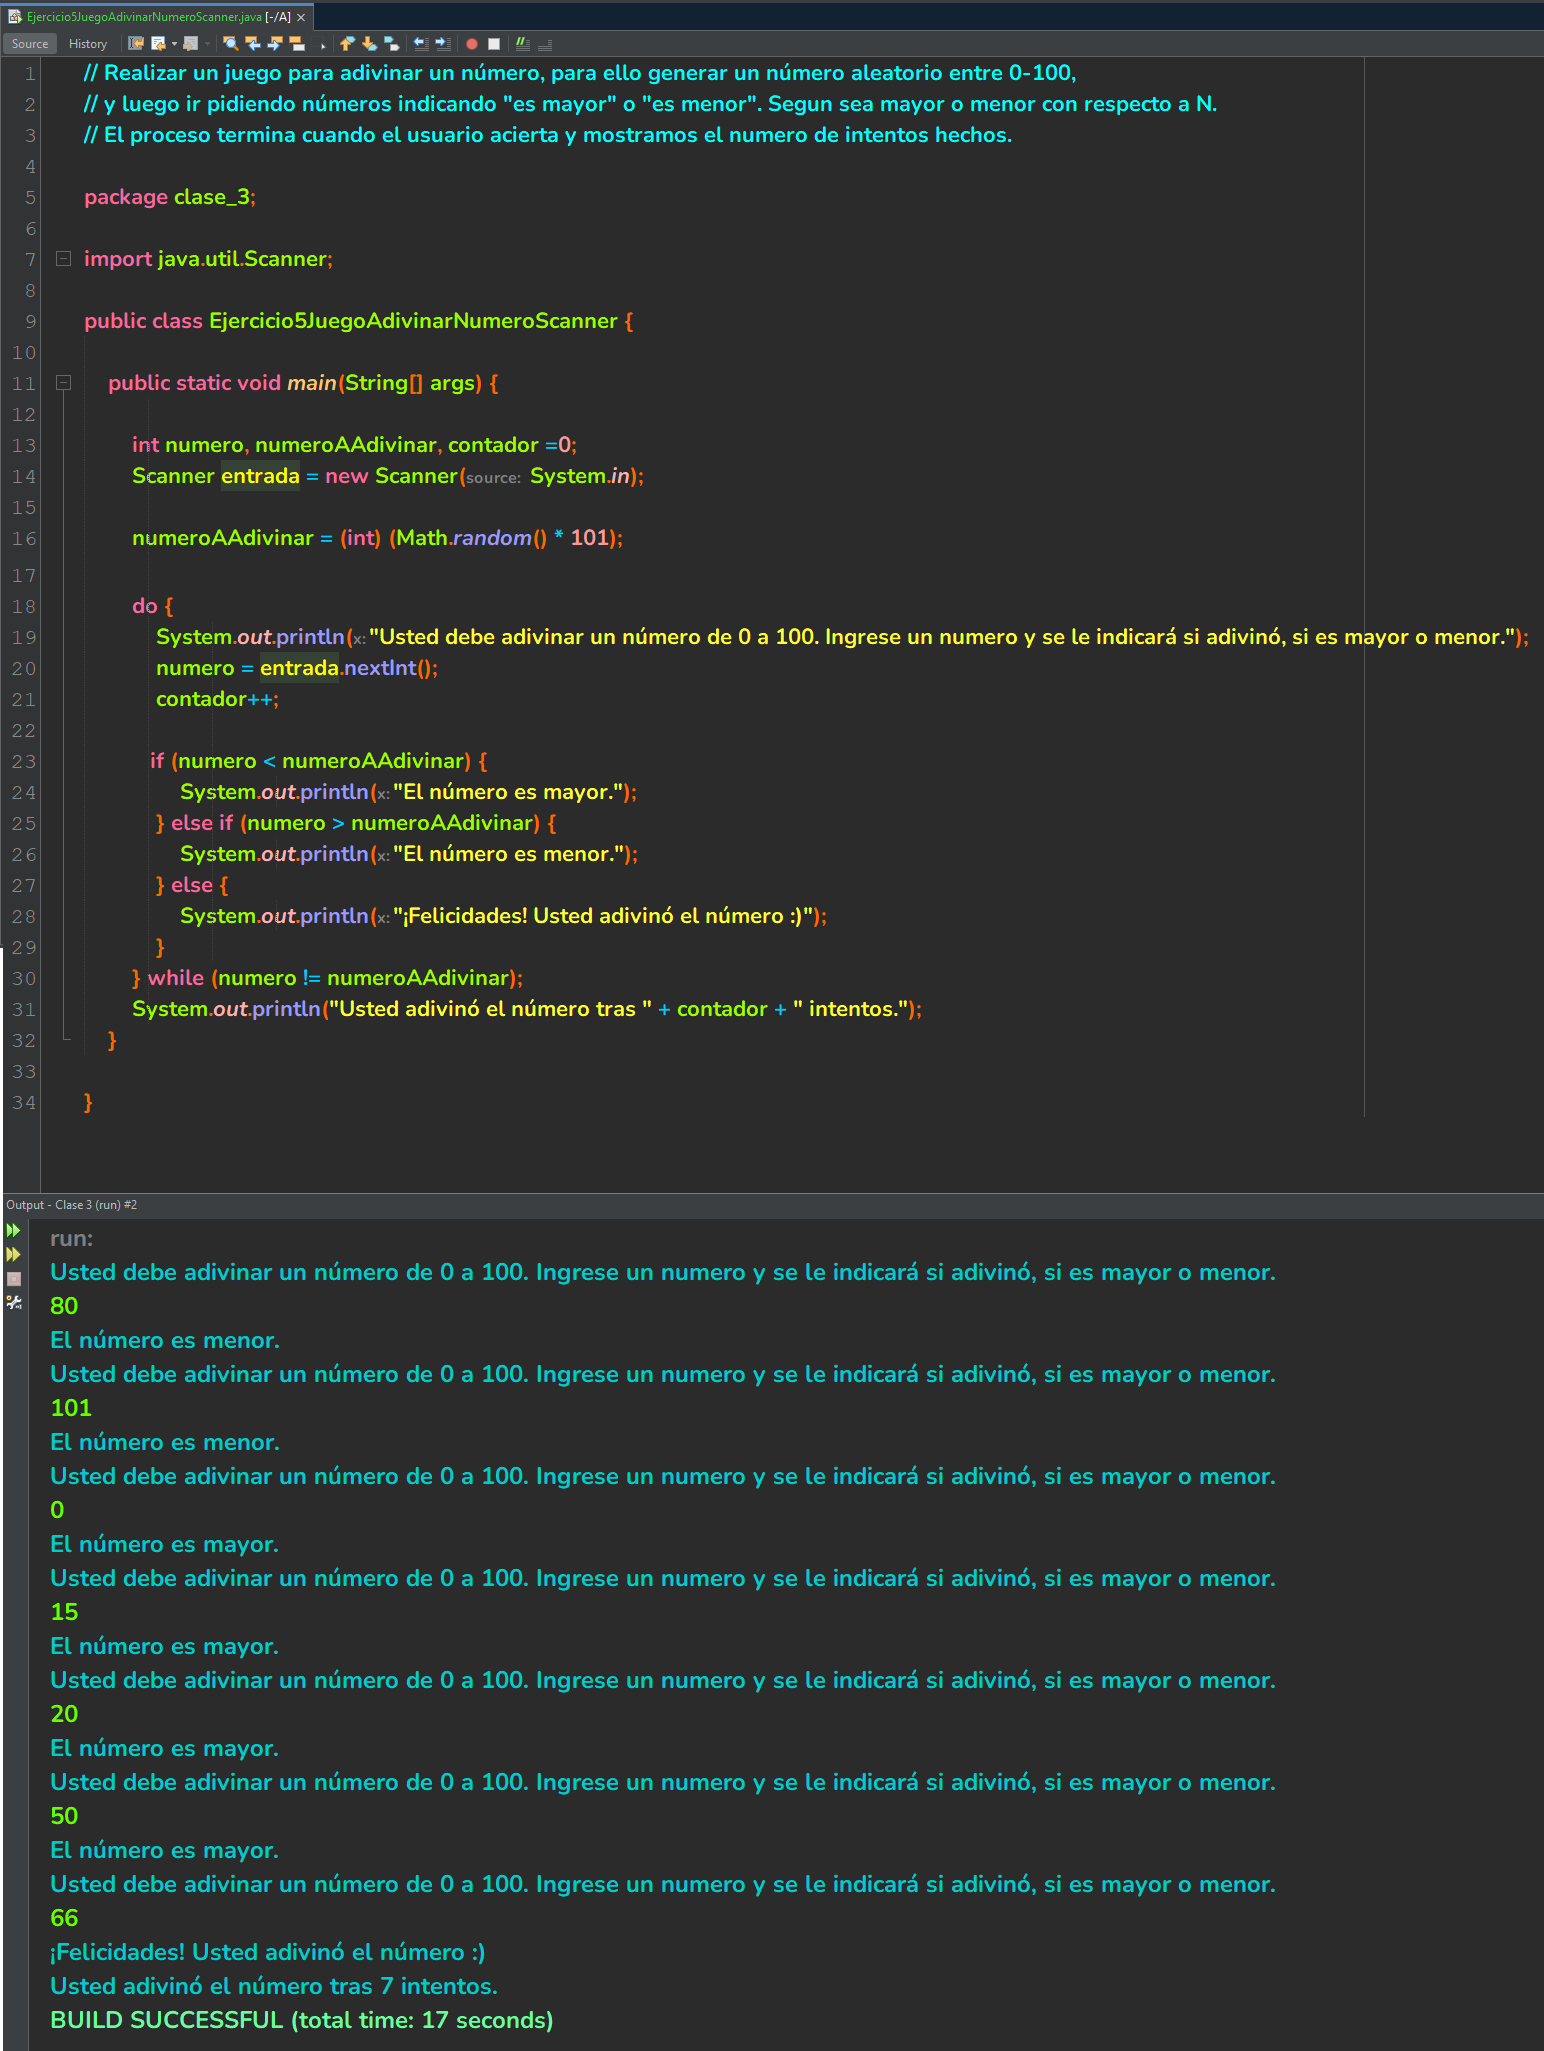 Ejercicio5JuegoAdivinarNumeroScanner.java [-/A] ×
Source History
1 // Realizar un juego para adivinar un número, para ello generar un número aleatorio entre 0-100,
2 // y luego ir pidiendo números indicando "es mayor" o "es menor". Segun sea mayor o menor con respecto a N.
3 // El proceso termina cuando el usuario acierta y mostramos el numero de intentos hechos.
4
5 package clase_3;
6
7 import java.util.Scanner;
8
9 public class Ejercicio5JuegoAdivinarNumeroScanner {
10
11 public static void main(String[] args) {
12
13 int numero, numeroAAdivinar, contador =0;
14 Scanner entrada = new Scanner(source: System.in);
15
16 numeroAAdivinar = (int) (Math.random() * 101);
17
18 do {
19 System.out.println(x: "Usted debe adivinar un número de 0 a 100. Ingrese un numero y se le indicará si adivinó, si es mayor o menor.");
20 numero = entrada.nextInt();
21 contador++;
22
23 if (numero < numeroAAdivinar) {
24 System.out.println(x: "El número es mayor.");
25 } else if (numero > numeroAAdivinar) {
26 System.out.println(x: "El número es menor.");
27 } else {
28 System.out.println(x: "¡Felicidades! Usted adivinó el número :)");
29 }
30 } while (numero != numeroAAdivinar);
31 System.out.println("Usted adivinó el número tras " + contador + " intentos.");
32 }
33
34 }
Output - Clase 3 (run) #2
run:
Usted debe adivinar un número de 0 a 100. Ingrese un numero y se le indicará si adivinó, si es mayor o menor.
80
El número es menor.
Usted debe adivinar un número de 0 a 100. Ingrese un numero y se le indicará si adivinó, si es mayor o menor.
101
El número es menor.
Usted debe adivinar un número de 0 a 100. Ingrese un numero y se le indicará si adivinó, si es mayor o menor.
0
El número es mayor.
Usted debe adivinar un número de 0 a 100. Ingrese un numero y se le indicará si adivinó, si es mayor o menor.
15
El número es mayor.
Usted debe adivinar un número de 0 a 100. Ingrese un numero y se le indicará si adivinó, si es mayor o menor.
20
El número es mayor.
Usted debe adivinar un número de 0 a 100. Ingrese un numero y se le indicará si adivinó, si es mayor o menor.
50
El número es mayor.
Usted debe adivinar un número de 0 a 100. Ingrese un numero y se le indicará si adivinó, si es mayor o menor.
66
¡Felicidades! Usted adivinó el número :)
Usted adivinó el número tras 7 intentos.
BUILD SUCCESSFUL (total time: 17 seconds)